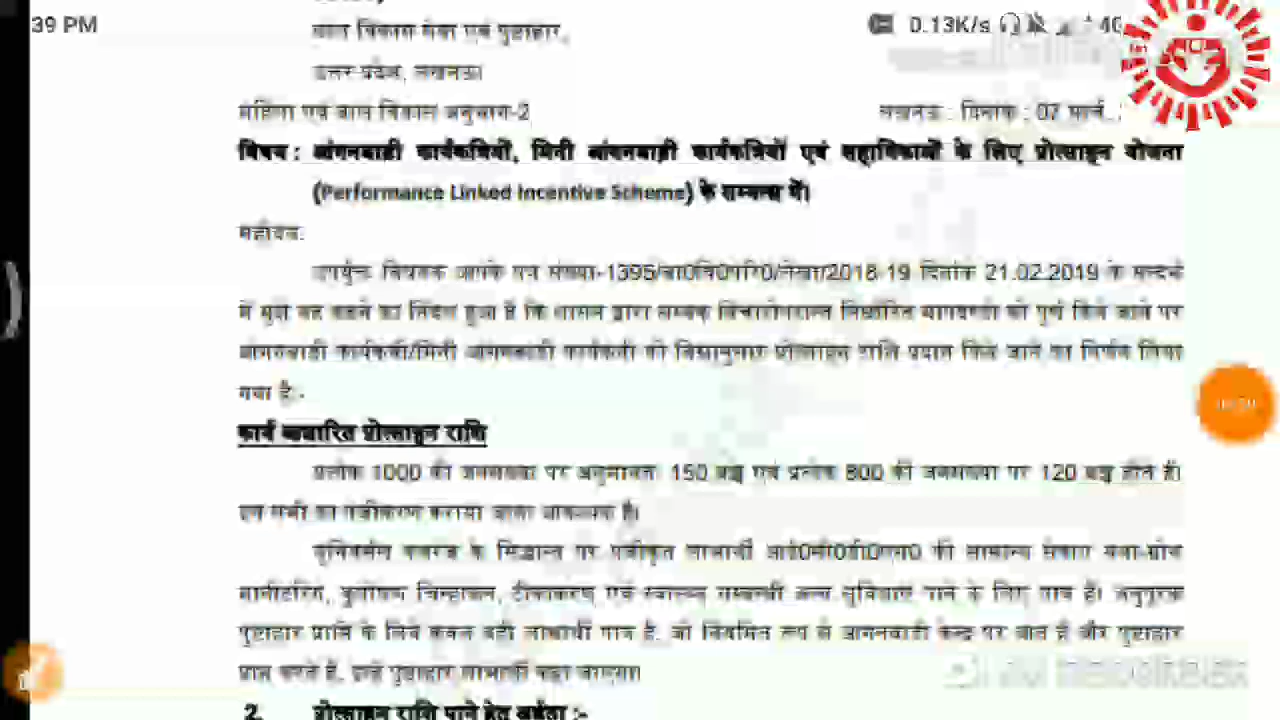 39 PM 0.13K/s
बाल विकास सेवा एवं पुष्टाहार,
उत्तर प्रदेश, लखनऊ।
महिला एवं बाल विकास अनुभाग-2 लखनऊ : दिनांक : 07 मार्च,
विषय : आंगनबाड़ी कार्यकत्रियों, मिनी आंगनबाड़ी कार्यकत्रियों एवं सहायिकाओं के लिए प्रोत्साहन योजना
(Performance Linked Incentive Scheme) के सम्बन्ध में।
महोदय,
उपर्युक्त विषयक आपके पत्र संख्या-1395/बा0वि0परि0/लेखा/2018-19 दिनांक 21.02.2019 के सन्दर्भ
में मुझे यह कहने का निदेश हुआ है कि शासन द्वारा सम्यक् विचारोपरान्त निर्धारित मापदण्डों को पूर्ण किये जाने पर
आंगनबाड़ी कार्यकत्री/मिनी आंगनबाड़ी कार्यकत्री को निम्नानुसार प्रोत्साहन राशि प्रदान किये जाने का निर्णय लिया
गया है:-
कार्य आधारित प्रोत्साहन राशि
प्रत्येक 1000 की जनसंख्या पर अनुमानतः 150 बच्चे एवं प्रत्येक 800 की जनसंख्या पर 120 बच्चे होते हैं।
इन सभी का पंजीकरण कराया जाना आवश्यक है।
यूनिवर्सल कवरेज के सिद्धान्त पर पंजीकृत लाभार्थी आई0सी0डी0एस0 की सामान्य सेवाएं यथा-ग्रोथ
मानीटरिंग, कुपोषण चिन्हांकन, टीकाकरण एवं स्वास्थ्य सम्बन्धी अन्य सुविधाएं पाने के लिए पात्र हैं। अनुपूरक
पुष्टाहार प्राप्ति के लिये केवल वही लाभार्थी पात्र है, जो नियमित रूप से आंगनबाड़ी केन्द्र पर आते हैं और पुष्टाहार
प्राप्त करते हैं, इन्हें पुष्टाहार लाभार्थी कहा जाएगा।
2. प्रोत्साहन राशि पाने हेतु अर्हता :-